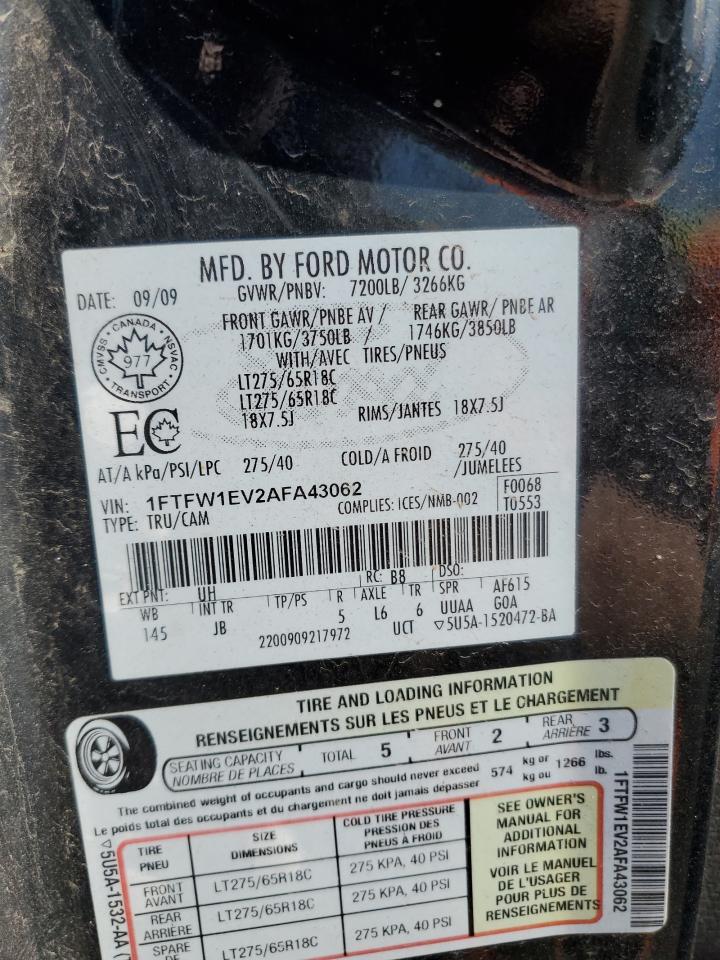 MFD. BY FORD MOTOR CO.
DATE: 09/09
GVWR/PNBV: 7200LB/ 3266KG
FRONT GAWR/PNBE AV / REAR GAWR/ PNBE AR
1701KG/3750LB / 1746KG/3850LB
WITH/AVEC TIRES/PNEUS
LT275/65R18C
LT275/65R18C
18X7.5J RIMS/JANTES 18X7.5J
CANADA
CMVSS NSVAC
977
TRANSPORT
EC
AT/A kPa/PSI/LPC 275/40 COLD/A FROID 275/40
/JUMELEES
VIN: 1FTFW1EV2AFA43062
TYPE: TRU/CAM COMPLIES: ICES/NMB-002
F0068
T0553
EXT PNT: UH RC: B8 DSO:
WB INT TR TP/PS R AXLE TR SPR AF615
145 JB 5 L6 6 UUAA GOA
2200909217972 UCT ▽5U5A-1520472-BA
TIRE AND LOADING INFORMATION
RENSEIGNEMENTS SUR LES PNEUS ET LE CHARGEMENT
SEATING CAPACITY TOTAL 5 FRONT 2 REAR 3
NOMBRE DE PLACES AVANT ARRIÈRE
The combined weight of occupants and cargo should never exceed 574 kg or 1266 lbs.
Le poids total des occupants et du chargement ne doit jamais dépasser kg ou lb.
TIRE SIZE COLD TIRE PRESSURE
PNEU DIMENSIONS PRESSION DES
PNEUS À FROID
FRONT
AVANT LT275/65R18C 275 KPA, 40 PSI
REAR
ARRIÈRE LT275/65R18C 275 KPA, 40 PSI
SPARE
DE LT275/65R18C 275 KPA, 40 PSI
SEE OWNER'S
MANUAL FOR
ADDITIONAL
INFORMATION
VOIR LE MANUEL
DE L'USAGER
POUR PLUS DE
RENSEIGNEMENTS
▽5U5A-1532-AA
1FTFW1EV2AFA43062